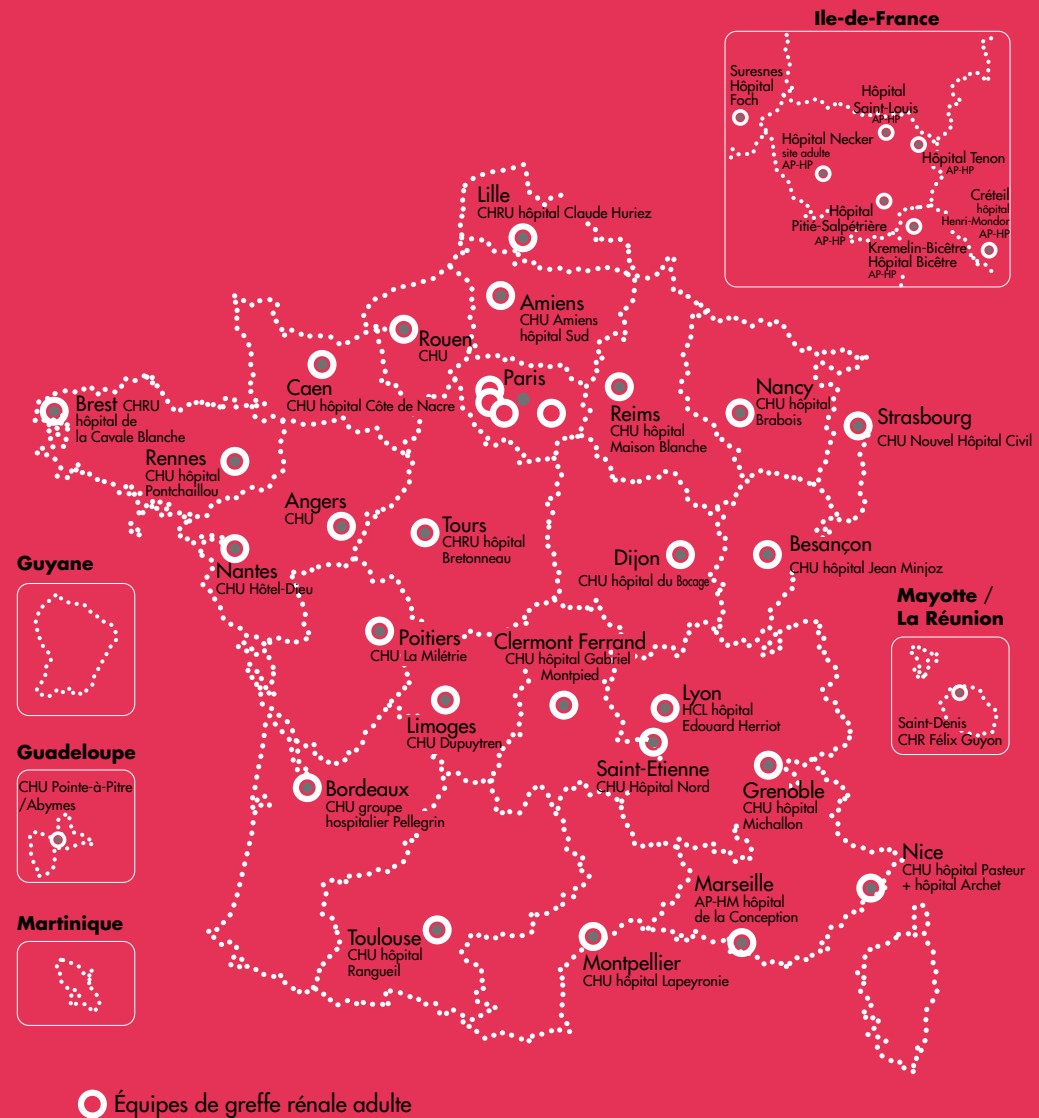 Ile-de-France
Suresnes
Hôpital
Foch
Hôpital
Saint-Louis
AP-HP
Hôpital Necker
site adulte
AP-HP
Hôpital Tenon
AP-HP
Créteil
hôpital
Henri-Mondor
AP-HP
Hôpital
Pitié-Salpétrière
AP-HP
Kremelin-Bicêtre
Hôpital Bicêtre
AP-HP
Lille
CHRU hôpital Claude Huriez
Amiens
CHU Amiens
hôpital Sud
Rouen
CHU
Caen
CHU hôpital Côte de Nacre
Paris
Reims
CHU hôpital
Maison Blanche
Nancy
CHU hôpital
Brabois
Strasbourg
CHU Nouvel Hôpital Civil
Brest CHRU
hôpital de
la Cavale Blanche
Rennes
CHU hôpital
Pontchaillou
Angers
CHU
Tours
CHRU hôpital
Bretonneau
Nantes
CHU Hôtel-Dieu
Dijon
CHU hôpital du Bocage
Besançon
CHU hôpital Jean Minjoz
Guyane
Mayotte /
La Réunion
Saint-Denis
CHR Félix Guyon
Poitiers
CHU La Milétrie
Clermont Ferrand
CHU hôpital Gabriel
Montpied
Limoges
CHU Dupuytren
Lyon
HCL hôpital
Edouard Herriot
Saint-Etienne
CHU Hôpital Nord
Grenoble
CHU hôpital
Michallon
Guadeloupe
CHU Pointe-à-Pitre
/Abymes
Bordeaux
CHU groupe
hospitalier Pellegrin
Nice
CHU hôpital Pasteur
+ hôpital Archet
Marseille
AP-HM hôpital
de la Conception
Martinique
Toulouse
CHU hôpital
Rangueil
Montpellier
CHU hôpital Lapeyronie
Équipes de greffe rénale adulte